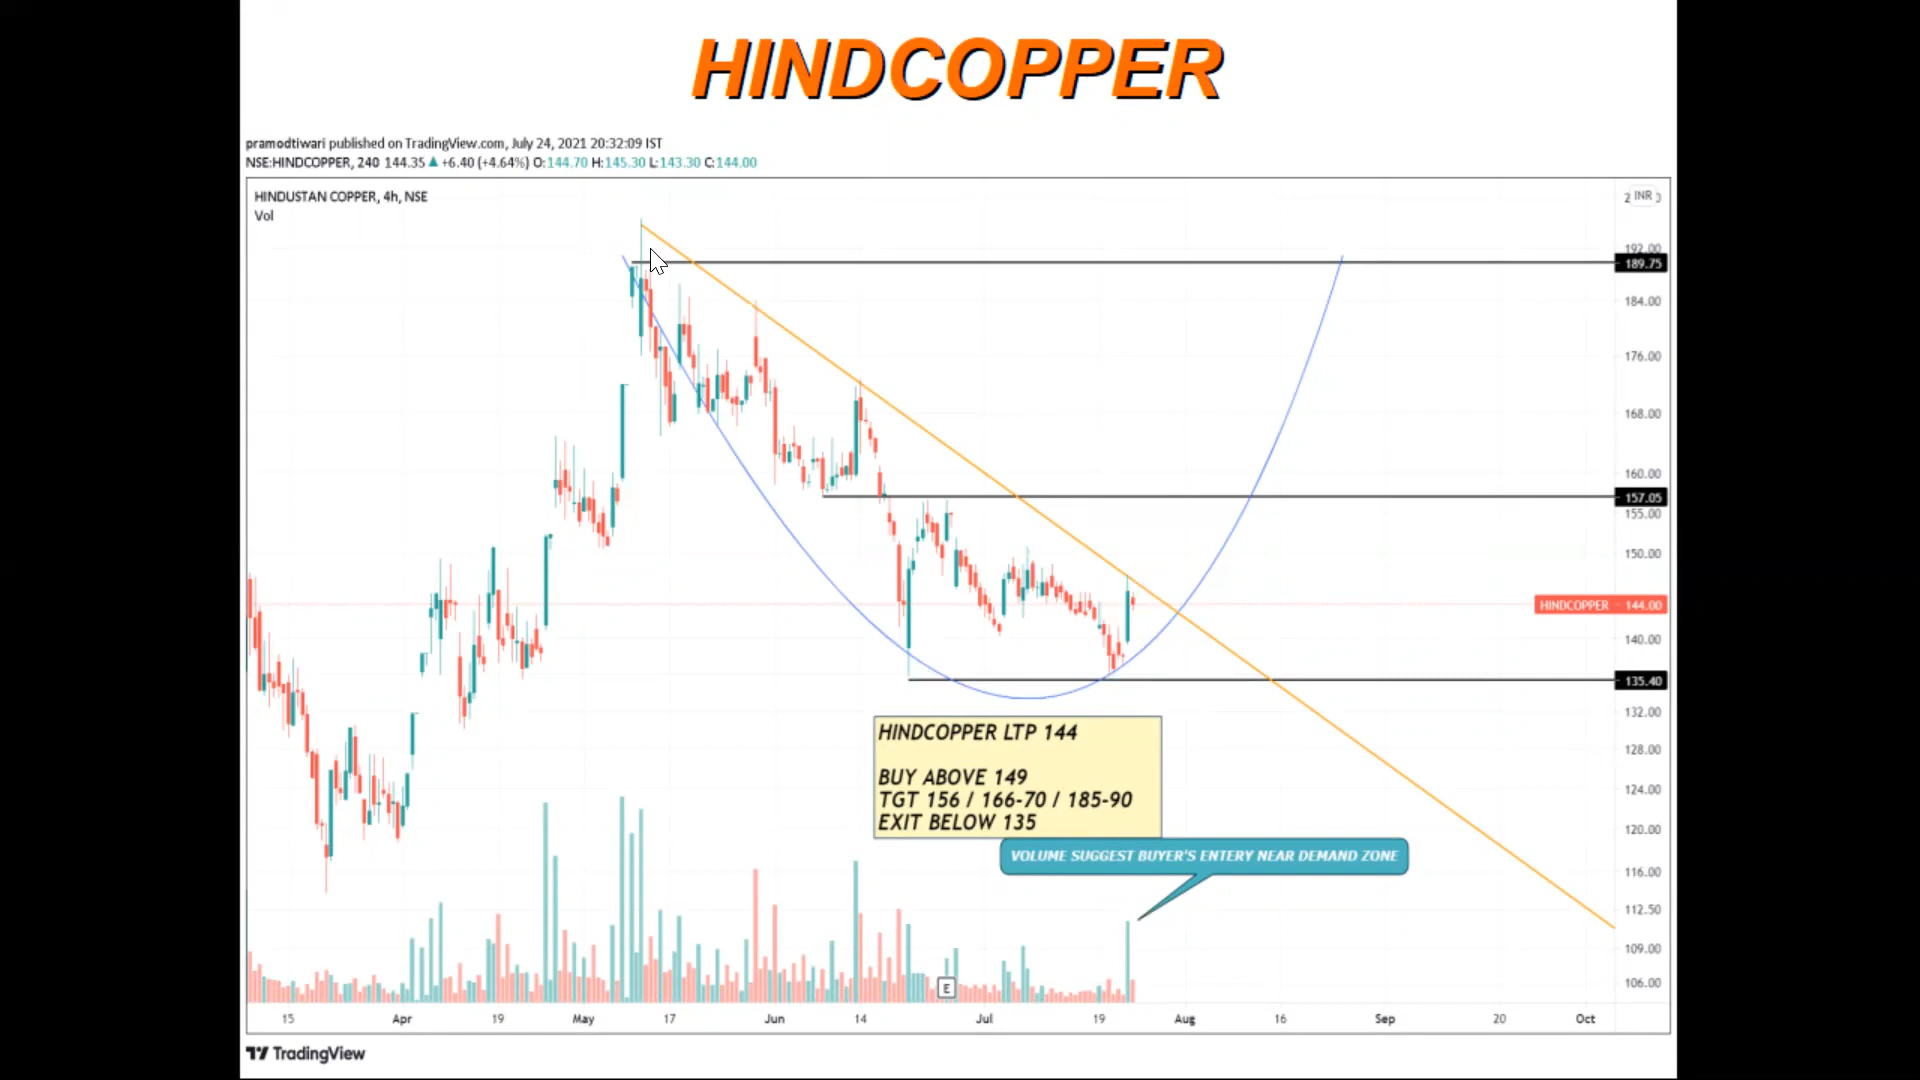 HINDCOPPER
pramodtiwari published on TradingView.com, July 24, 2021 20:32:09 IST
NSE:HINDCOPPER, 240 144.35 ▲ +6.40 (+4.64%) O:144.70 H:145.30 L:143.30 C:144.00
HINDUSTAN COPPER, 4h, NSE
Vol
INR
192.00
189.75
184.00
176.00
168.00
160.00
157.05
155.00
150.00
HINDCOPPER 144.00
140.00
135.40
132.00
128.00
124.00
120.00
116.00
112.50
109.00
106.00
HINDCOPPER LTP 144
BUY ABOVE 149
TGT 156 / 166-70 / 185-90
EXIT BELOW 135
VOLUME SUGGEST BUYER'S ENTERY NEAR DEMAND ZONE
E
15 Apr 19 May 17 Jun 14 Jul 19 Aug 16 Sep 20 Oct
TradingView